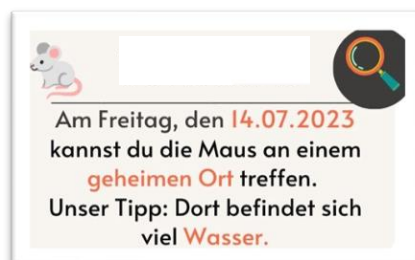 Am Freitag, den 14.07.2023
kannst du die Maus an einem
geheimen Ort treffen.
Unser Tipp: Dort befindet sich
viel Wasser.